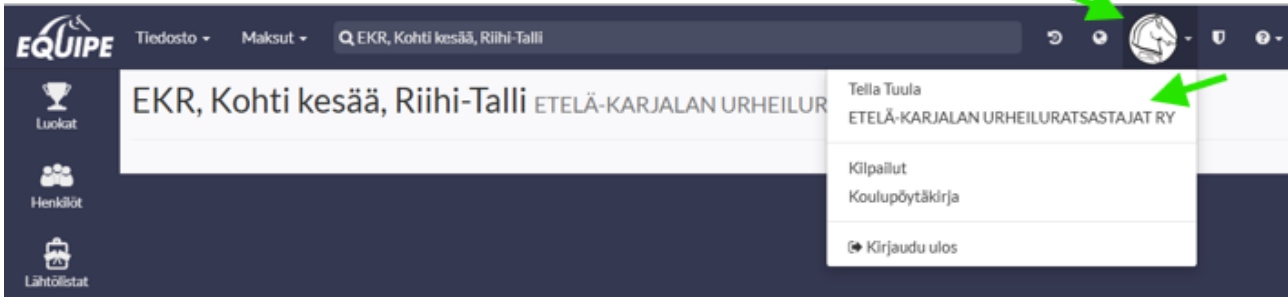 EQUIPE
Tiedosto
Maksut
EKR, Kohti kesää, Riihi-Talli
Luokat
Henkilöt
Lähtölistat
EKR, Kohti kesää, Riihi-Talli ETELÄ-KARJALAN URHEILUR
Tella Tuula
ETELÄ-KARJALAN URHEILURATSASTAJAT RY
Kilpailut
Koulupöytäkirja
Kirjaudu ulos